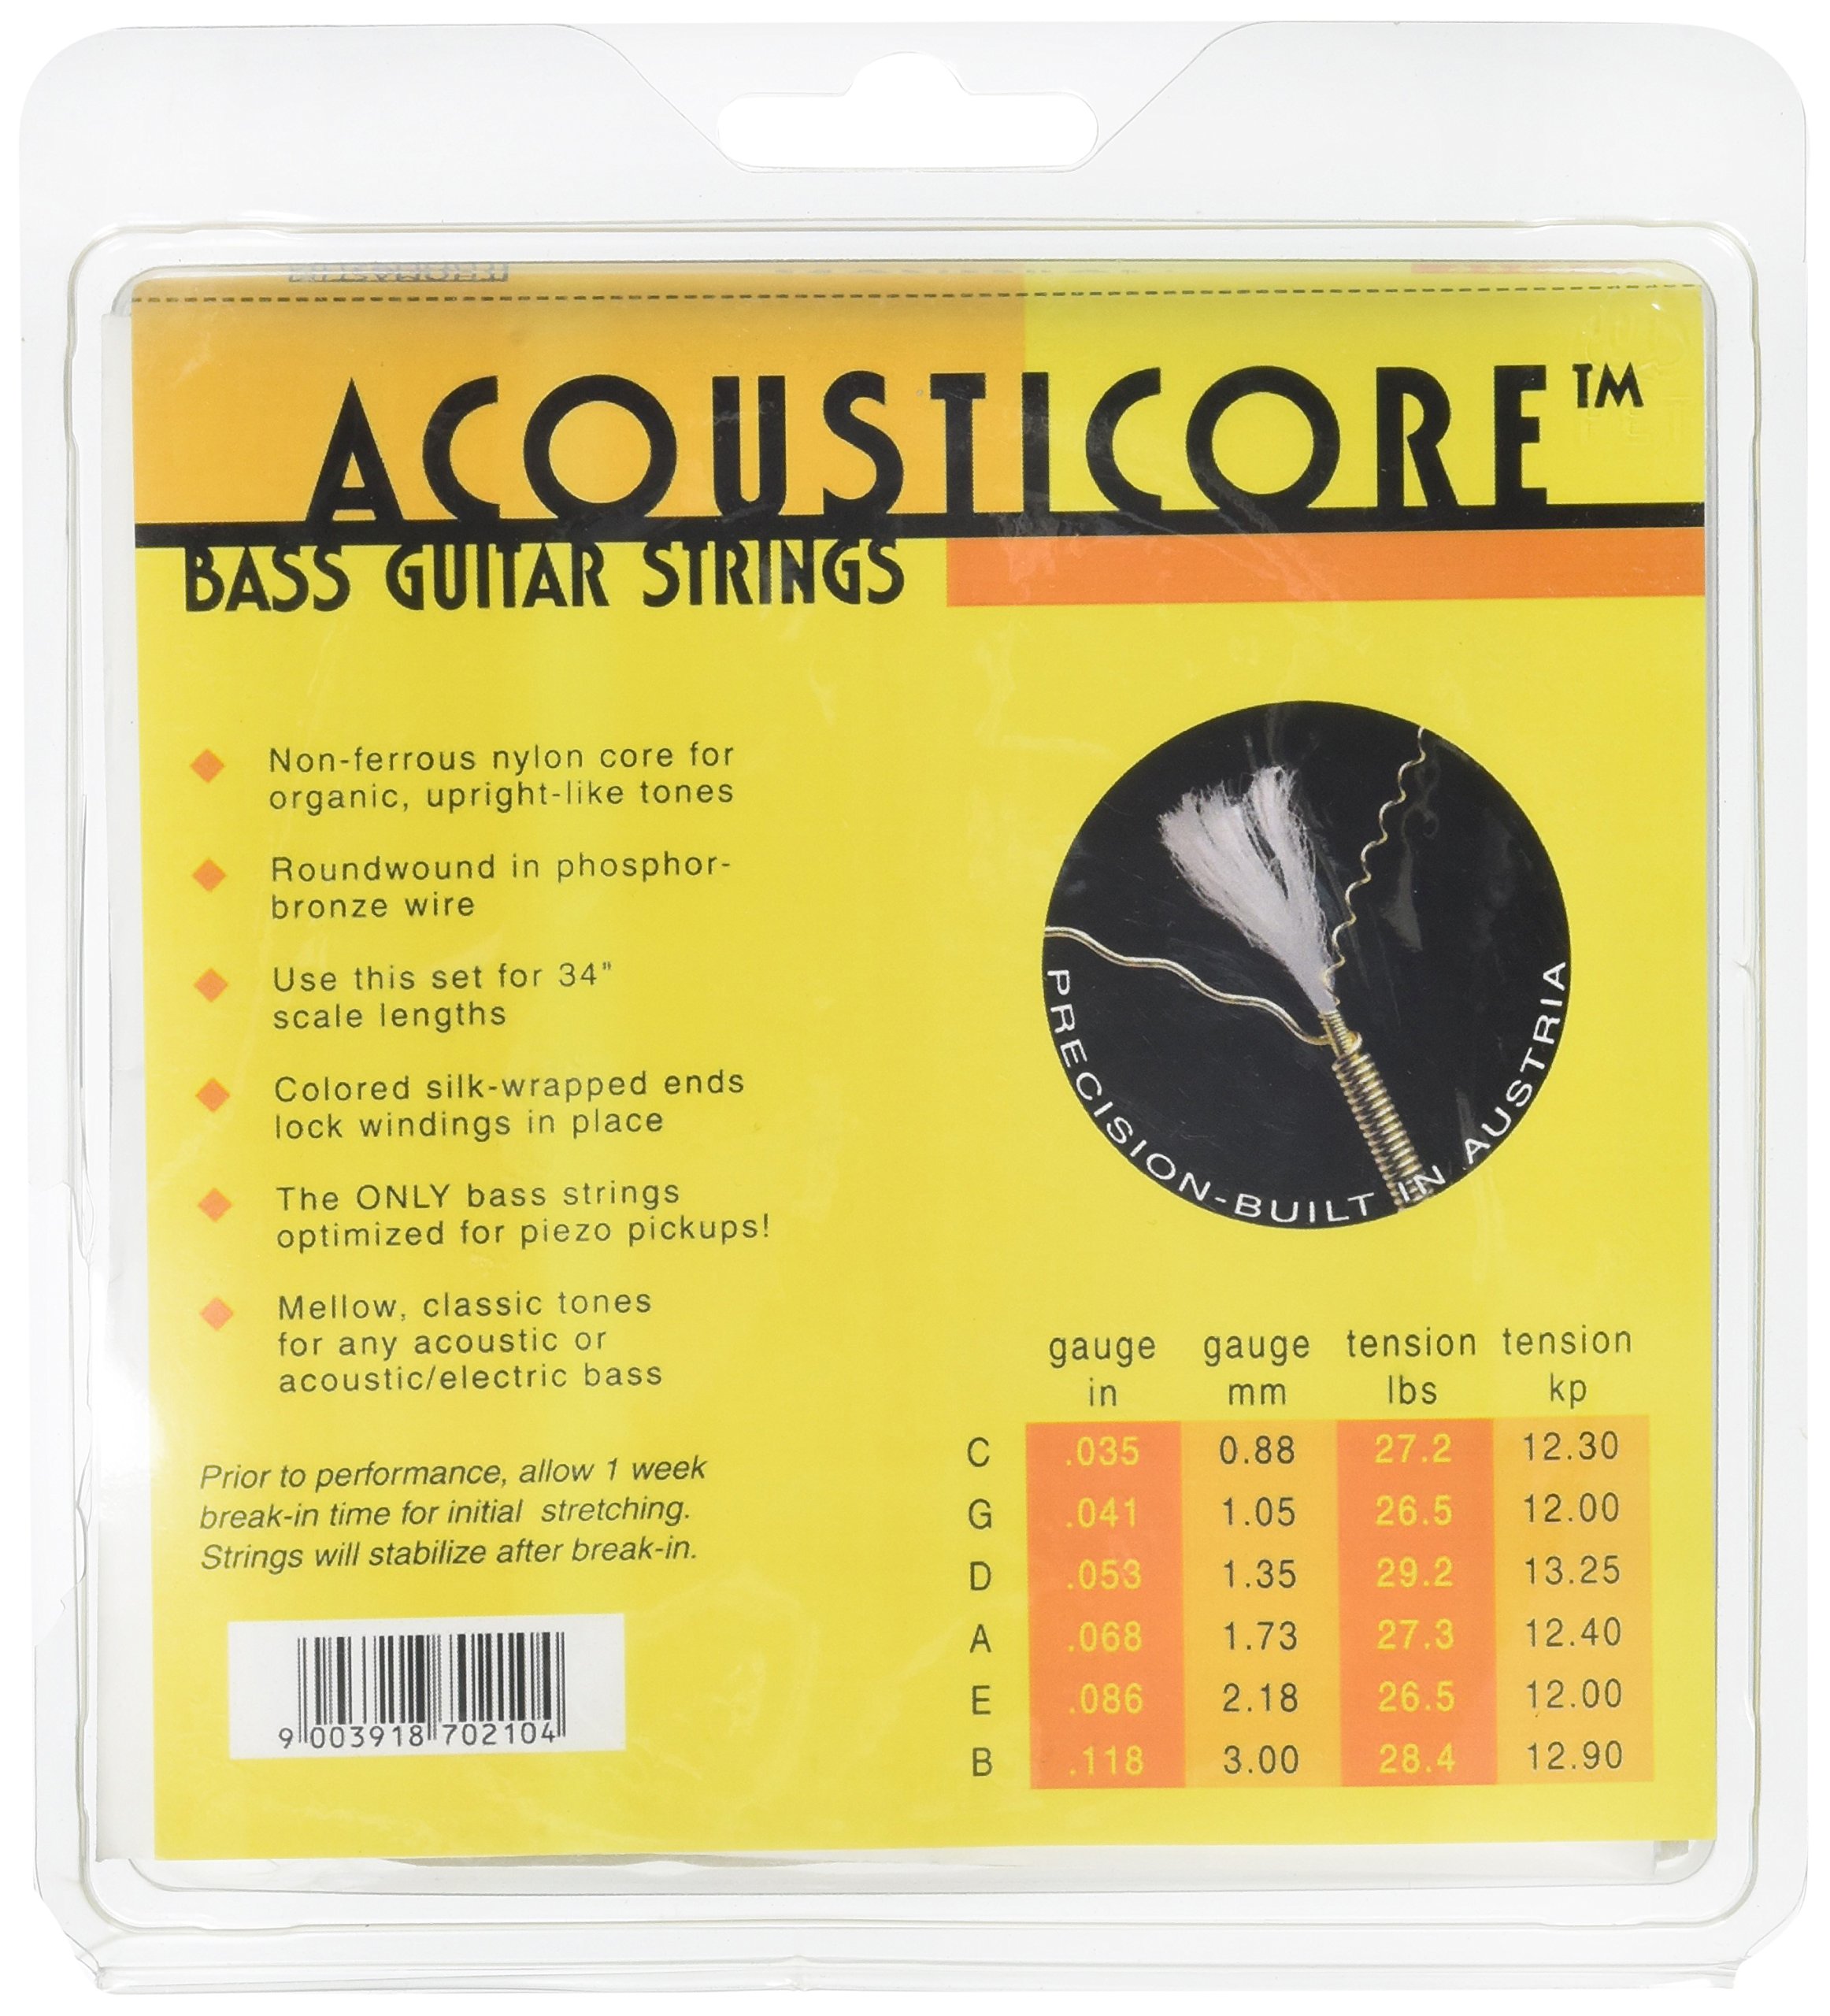 ACOUSTICORE™
BASS GUITAR STRINGS
Non-ferrous nylon core for
organic, upright-like tones
Roundwound in phosphor-
bronze wire
Use this set for 34"
scale lengths
Colored silk-wrapped ends
lock windings in place
The ONLY bass strings
optimized for piezo pickups!
Mellow, classic tones
for any acoustic or
acoustic/electric bass
Prior to performance, allow 1 week
break-in time for initial stretching.
Strings will stabilize after break-in.
9 003918 702104
PRECISION-BUILT IN AUSTRIA
gauge gauge tension tension
in mm lbs kp
C .035 0.88 27.2 12.30
G .041 1.05 26.5 12.00
D .053 1.35 29.2 13.25
A .068 1.73 27.3 12.40
E .086 2.18 26.5 12.00
B .118 3.00 28.4 12.90